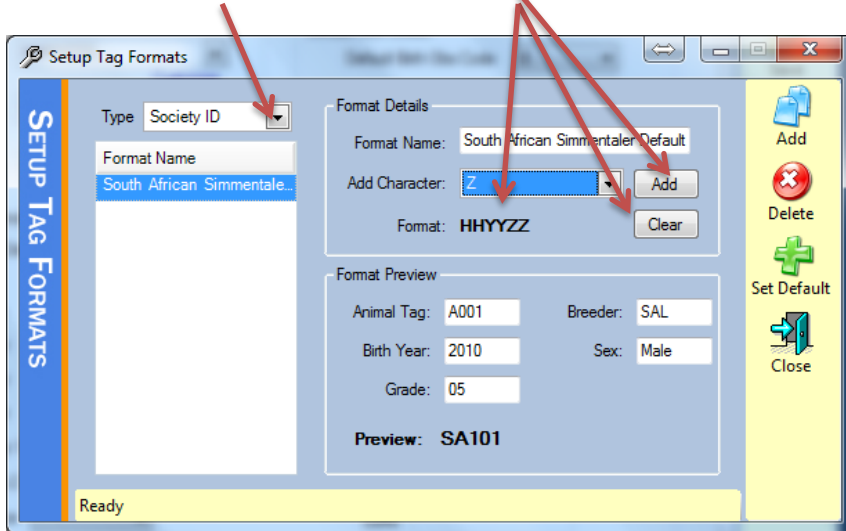 Setup Tag Formats
SETUP TAG FORMATS
Type Society ID
Format Name
South African Simmentale...
Format Details
Format Name: South African Simmentaler Default
Add Character: Z Add
Format: HHYYZZ Clear
Format Preview
Animal Tag: A001 Breeder: SAL
Birth Year: 2010 Sex: Male
Grade: 05
Preview: SA101
Add
Delete
Set Default
Close
Ready